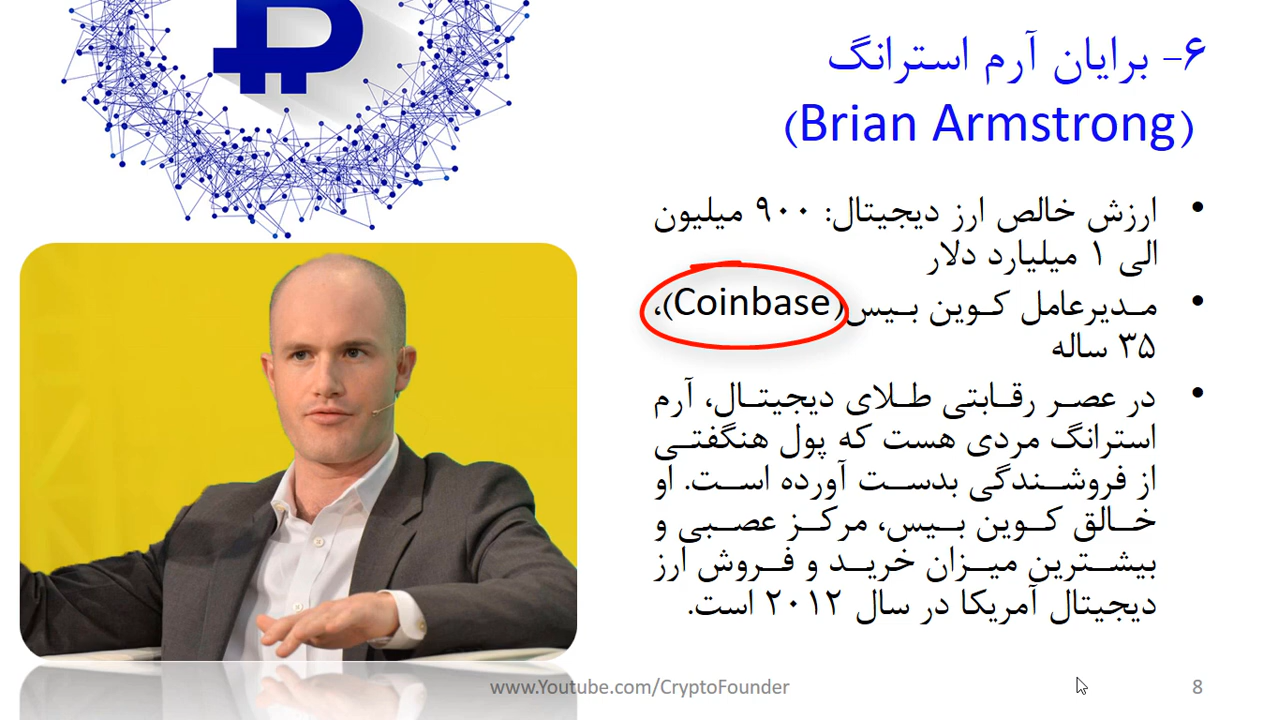 ۶- برایان آرم استرانگ
(Brian Armstrong)
• ارزش خالص ارز دیجیتال: ۹۰۰ میلیون
الی ۱ میلیارد دلار
• مدیرعامل کوین بیس(Coinbase)،
۳۵ ساله
• در عصر رقابتی طلای دیجیتال، آرم
استرانگ مردی هست که پول هنگفتی
از فروشندگی بدست آورده است. او
خالق کوین بیس، مرکز عصبی و
بیشترین میزان خرید و فروش ارز
دیجیتال آمریکا در سال ۲۰۱۲ است.
www.Youtube.com/CryptoFounder
8